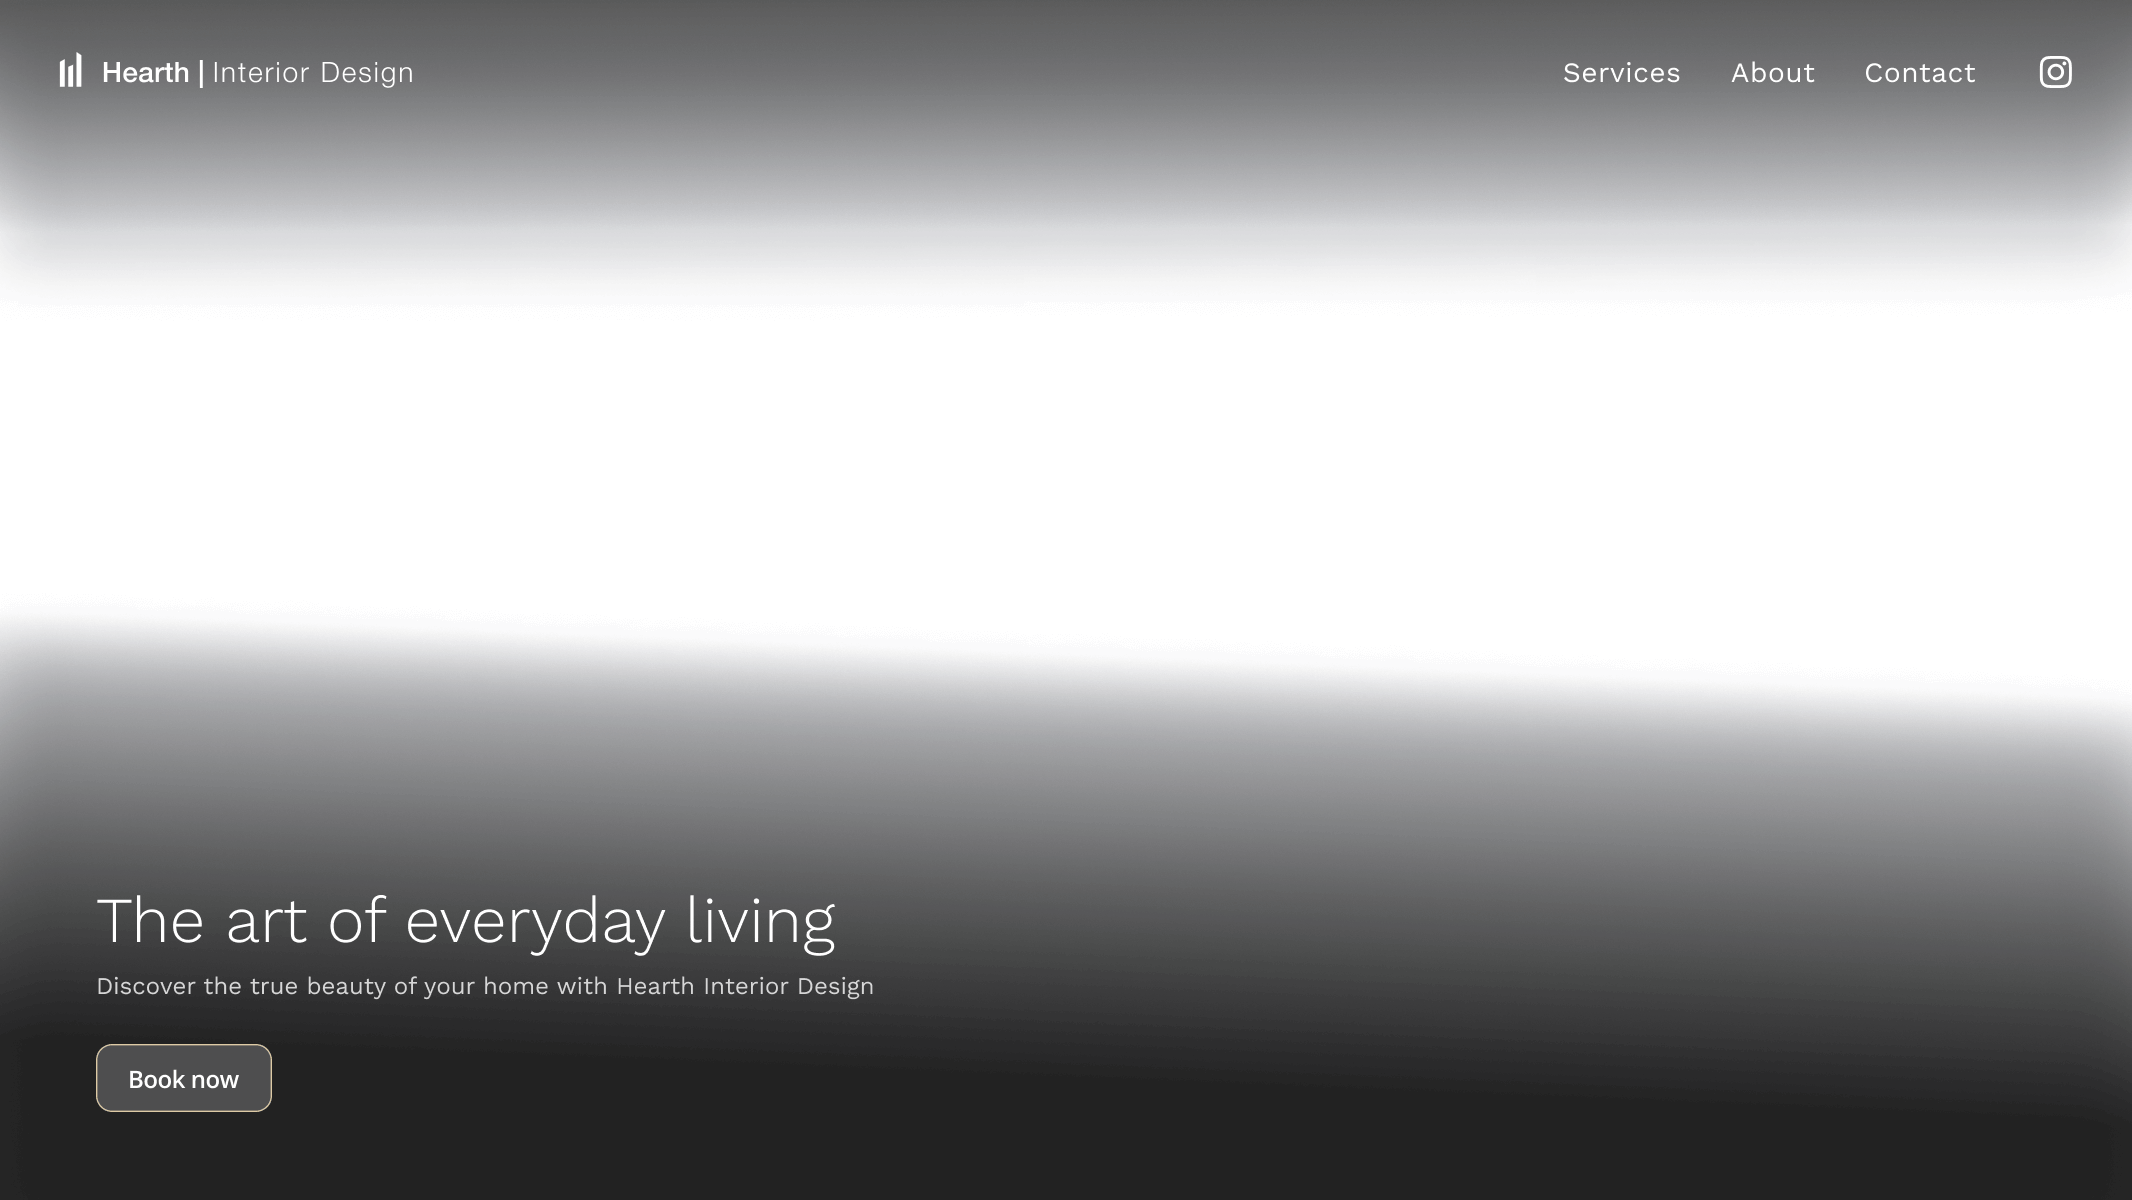 Hearth | Interior Design
Services About Contact
The art of everyday living
Discover the true beauty of your home with Hearth Interior Design
Book now